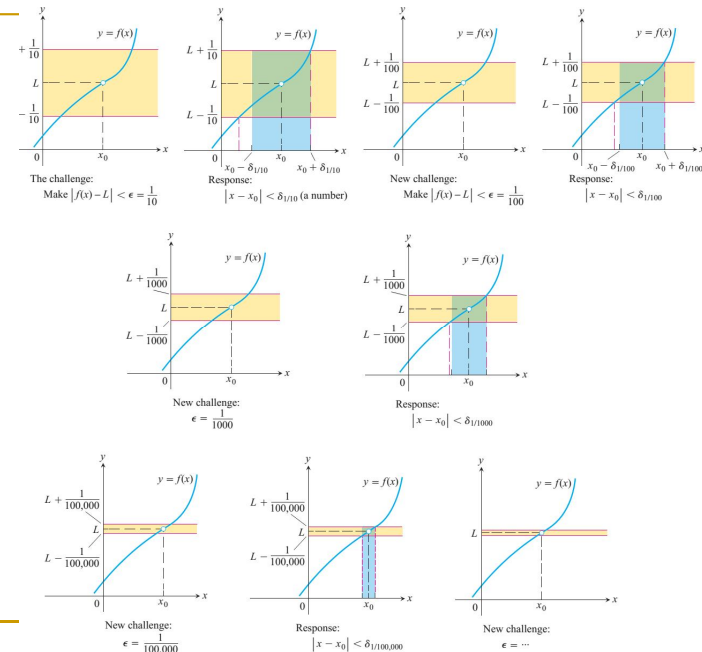 y
y = f(x)
+ 1/10
L
− 1/10
0
x₀
x
The challenge:
Make |f(x) − L| < ϵ = 1/10
y
y = f(x)
L + 1/10
L
L − 1/10
0
x₀
x
x₀ − δ₁/₁₀
x₀ + δ₁/₁₀
Response:
|x − x₀| < δ₁/₁₀ (a number)
y
y = f(x)
L + 1/100
L
L − 1/100
0
x₀
x
New challenge:
Make |f(x) − L| < ϵ = 1/100
y
y = f(x)
L + 1/100
L
L − 1/100
0
x₀
x
x₀ − δ₁/₁₀₀
x₀ + δ₁/₁₀₀
Response:
|x − x₀| < δ₁/₁₀₀
y
y = f(x)
L + 1/1000
L
L − 1/1000
0
x₀
x
New challenge:
ϵ = 1/1000
y
y = f(x)
L + 1/1000
L
L − 1/1000
0
x₀
x
Response:
|x − x₀| < δ₁/₁₀₀₀
y
y = f(x)
L + 1/100,000
L
L − 1/100,000
0
x₀
x
New challenge:
ϵ = 1/100,000
y
y = f(x)
L + 1/100,000
L
L − 1/100,000
0
x₀
x
Response:
|x − x₀| < δ₁/₁₀₀,₀₀₀
y
y = f(x)
L
0
x₀
x
New challenge:
ϵ = ···